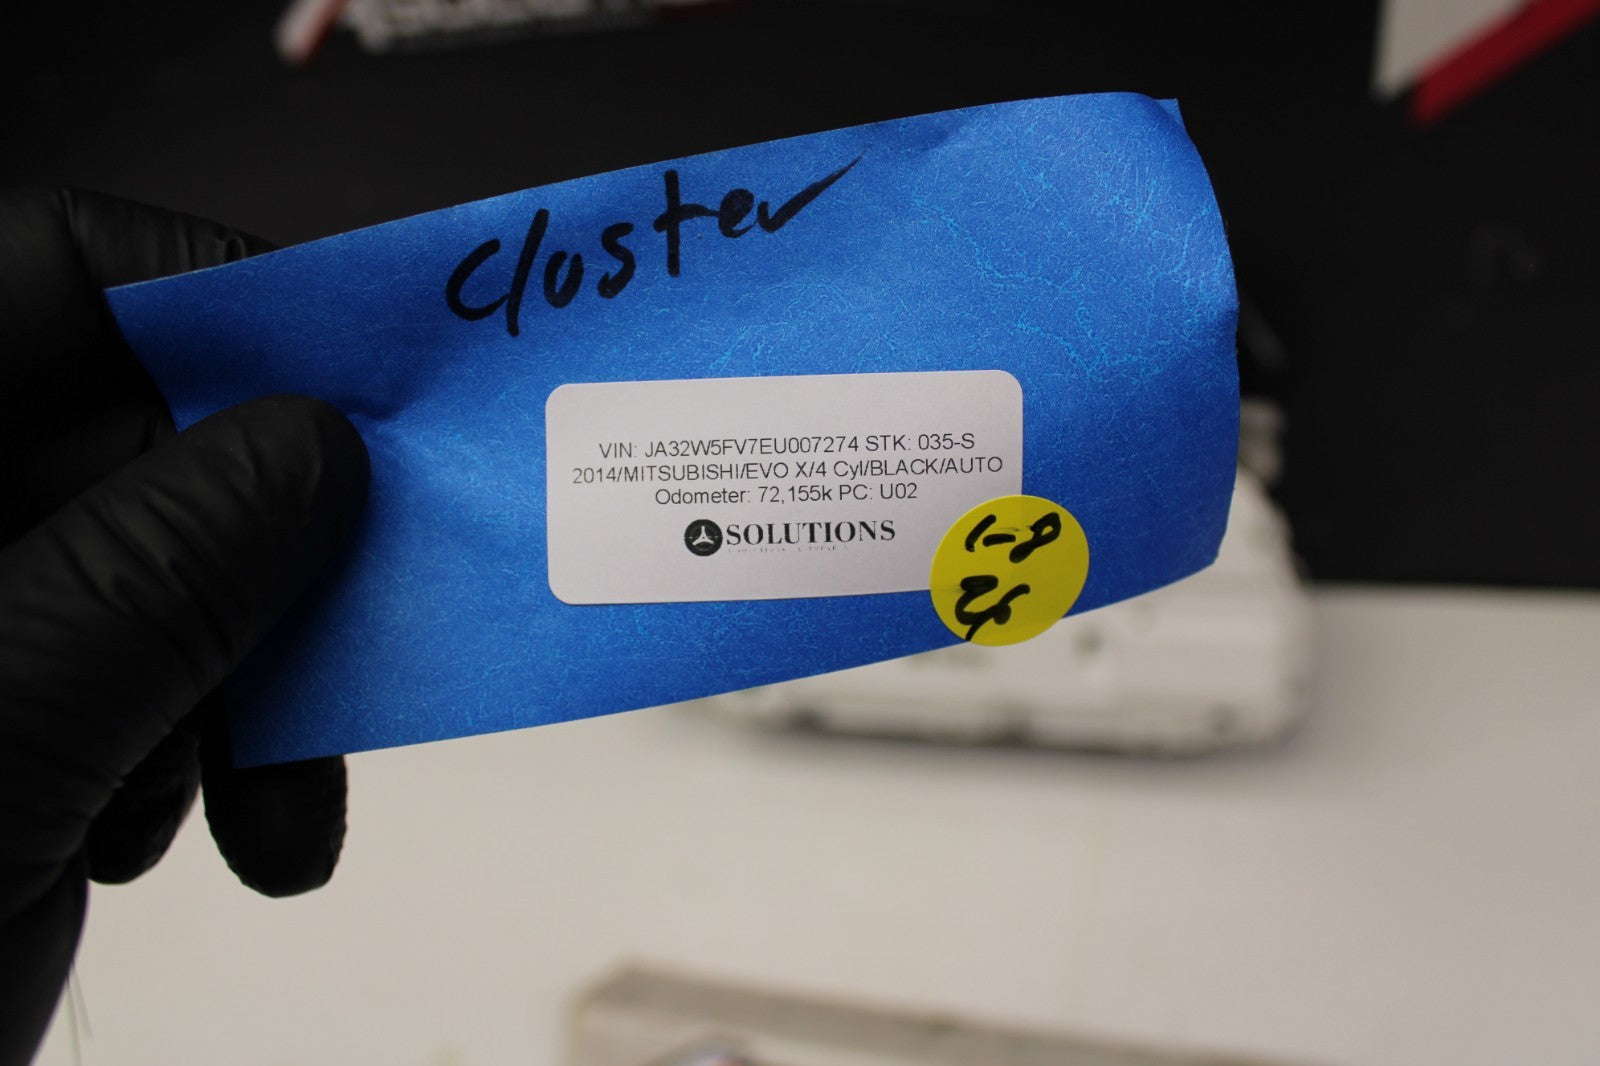 Cluster
VIN: JA32W5FV7EU007274 STK: 035-S
2014/MITSUBISHI/EVO X/4 Cyl/BLACK/AUTO
Odometer: 72,155k PC: U02
SOLUTIONS
1-8
25